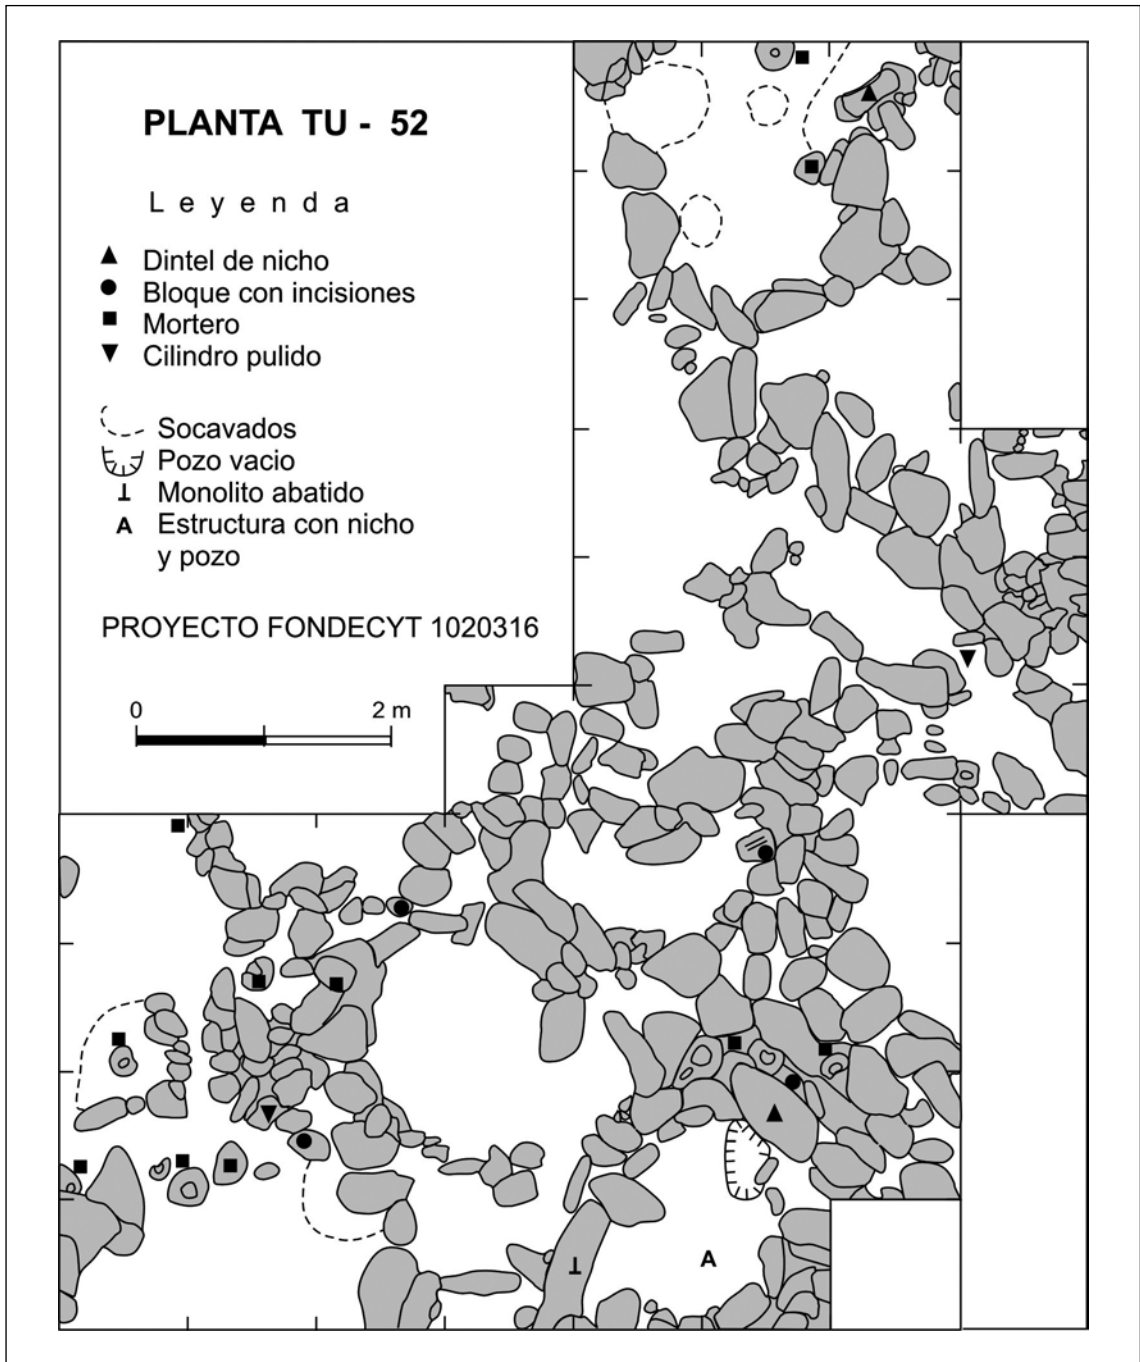 PLANTA TU - 52
Leyenda
Dintel de nicho
Bloque con incisiones
Mortero
Cilindro pulido
Socavados
Pozo vacio
Monolito abatido
A Estructura con nicho
y pozo
PROYECTO FONDECYT 1020316
0 2 m
A